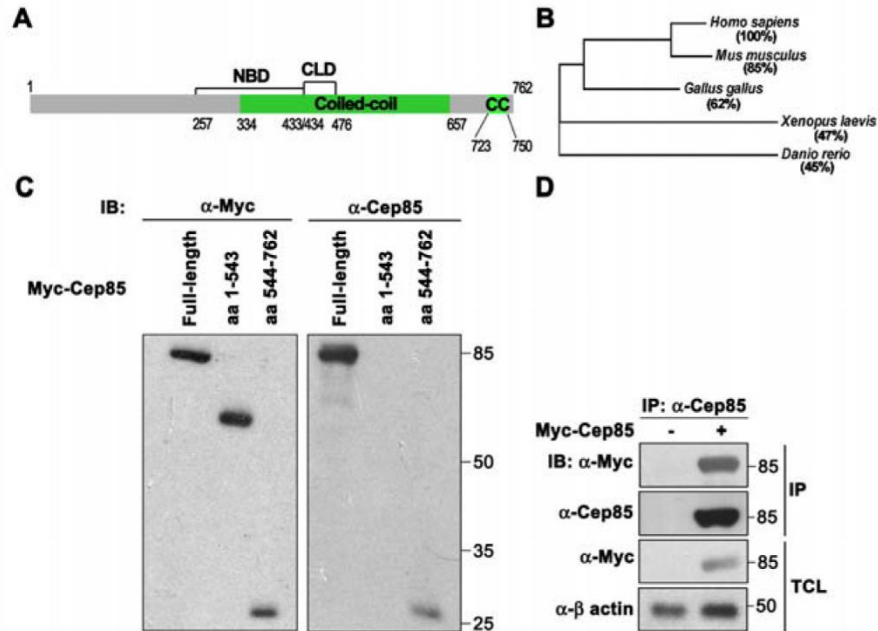 A
NBD
CLD
1
762
Coiled-coil
CC
257
334
433/434
476
657
723
750
B
Homo sapiens
(100%)
Mus musculus
(85%)
Gallus gallus
(62%)
Xenopus laevis
(47%)
Danio rerio
(45%)
C
IB:
α-Myc
α-Cep85
Myc-Cep85
Full-length
aa 1-543
aa 544-762
Full-length
aa 1-543
aa 544-762
85
50
35
25
D
IP: α-Cep85
Myc-Cep85 - +
IB: α-Myc
85
α-Cep85
85
IP
α-Myc
85
α-β actin
50
TCL